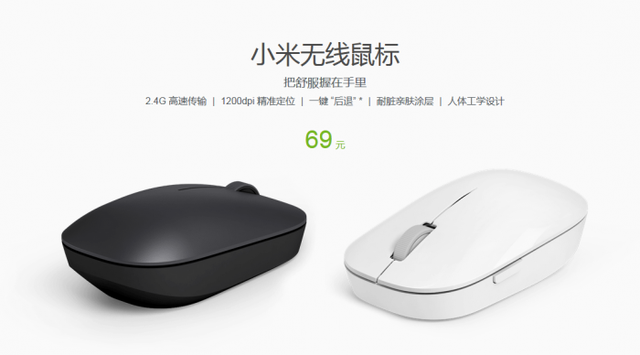 小米无线鼠标
把舒服握在手里
2.4G 高速传输 | 1200dpi 精准定位 | 一键 "后退" * | 耐脏亲肤涂层 | 人体工学设计
69 元